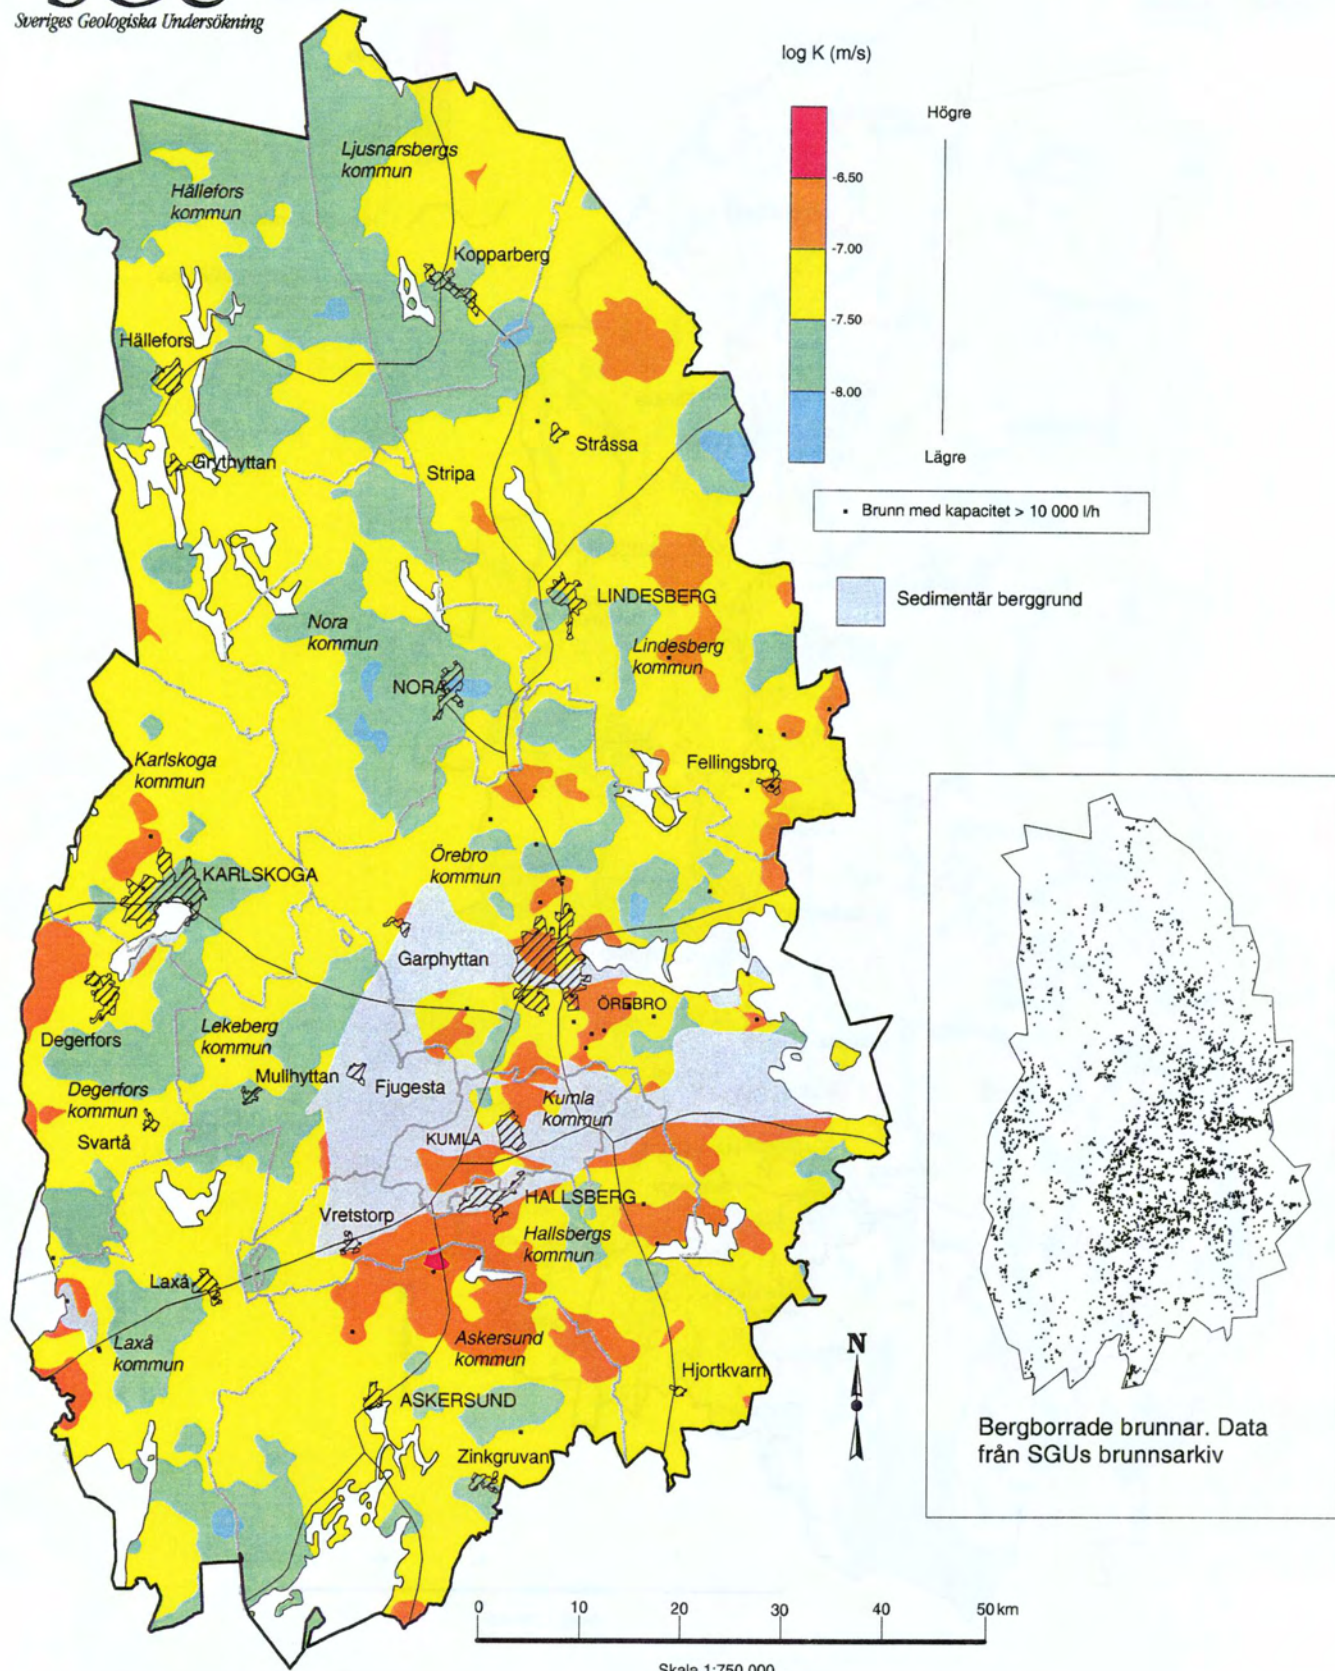 Sveriges Geologiska Undersökning
log K (m/s)
Högre
-6.50
-7.00
-7.50
-8.00
Lägre
Brunn med kapacitet > 10 000 l/h
Sedimentär berggrund
Ljusnarsbergs
kommun
Hällefors
kommun
Kopparberg
Hällefors
Stråssa
Grythyttan
Stripa
LINDESBERG
Nora
kommun
Lindesberg
kommun
NORA
Karlskoga
kommun
Fellingsbro
Örebro
kommun
KARLSKOGA
Garphyttan
ÖREBRO
Degerfors
Lekeberg
kommun
Mullhyttan
Fjugesta
Degerfors
kommun
Kumla
kommun
Svartå
KUMLA
HALLSBERG
Vretstorp
Hallsbergs
kommun
Laxå
Laxå
kommun
Askersund
kommun
Hjortkvarn
ASKERSUND
Zinkgruvan
N
Bergborrade brunnar. Data
från SGUs brunnsarkiv
0 10 20 30 40 50 km
Skala 1:750 000